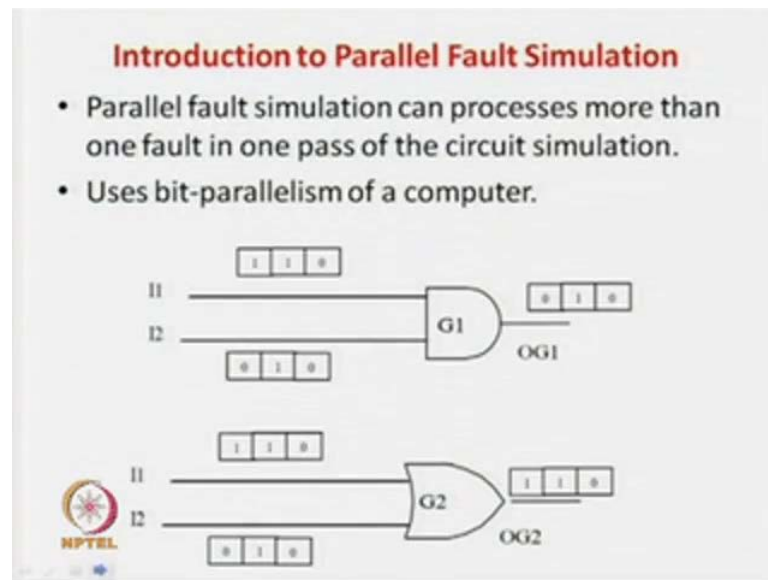 Introduction to Parallel Fault Simulation
• Parallel fault simulation can processes more than
one fault in one pass of the circuit simulation.
• Uses bit-parallelism of a computer.
1 1 0
I1
0 1 0
I2
G1
OG1
0 1 0
1 1 0
I1
1 1 0
G2
I2
OG2
0 1 0
NPTEL